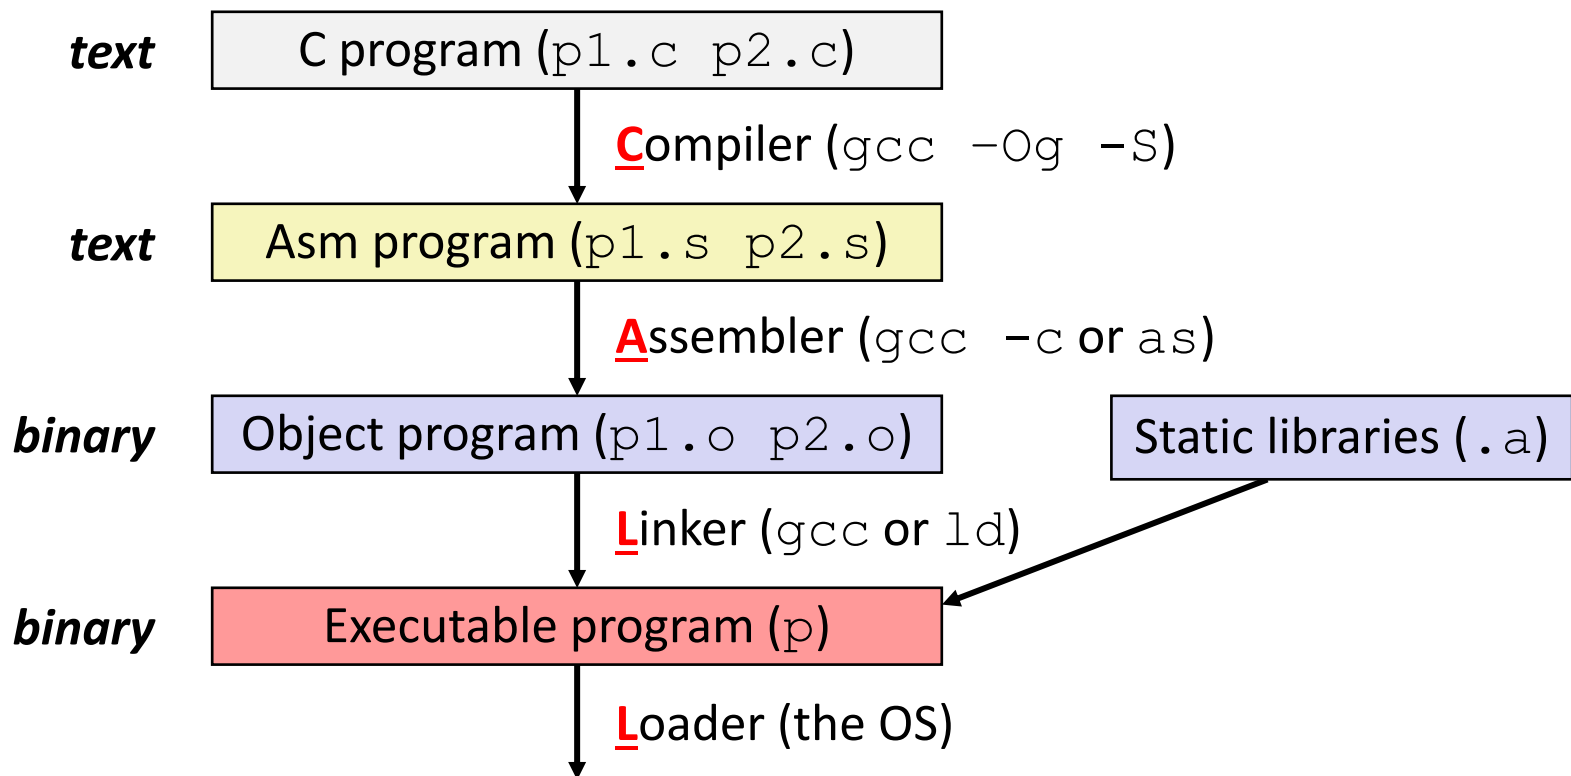 text
C program (p1.c p2.c)
Compiler (gcc -Og -S)
text
Asm program (p1.s p2.s)
Assembler (gcc -c or as)
binary
Object program (p1.o p2.o)
Static libraries (.a)
Linker (gcc or ld)
binary
Executable program (p)
Loader (the OS)